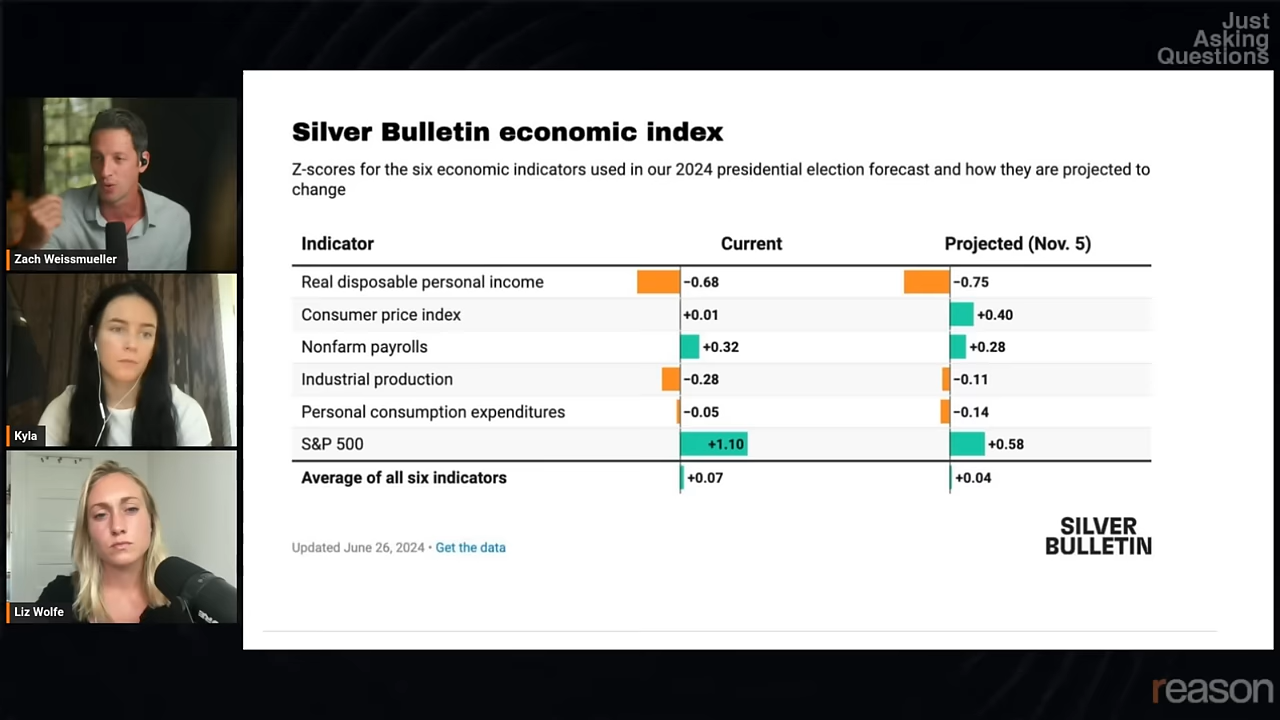 Just
Asking
Questions
Silver Bulletin economic index
Z-scores for the six economic indicators used in our 2024 presidential election forecast and how they are projected to
change
Indicator Current Projected (Nov. 5)
Real disposable personal income −0.68 −0.75
Consumer price index +0.01 +0.40
Nonfarm payrolls +0.32 +0.28
Industrial production −0.28 −0.11
Personal consumption expenditures −0.05 −0.14
S&P 500 +1.10 +0.58
Average of all six indicators +0.07 +0.04
Updated June 26, 2024 • Get the data
SILVER
BULLETIN
Zach Weissmueller
Kyla
Liz Wolfe
reason